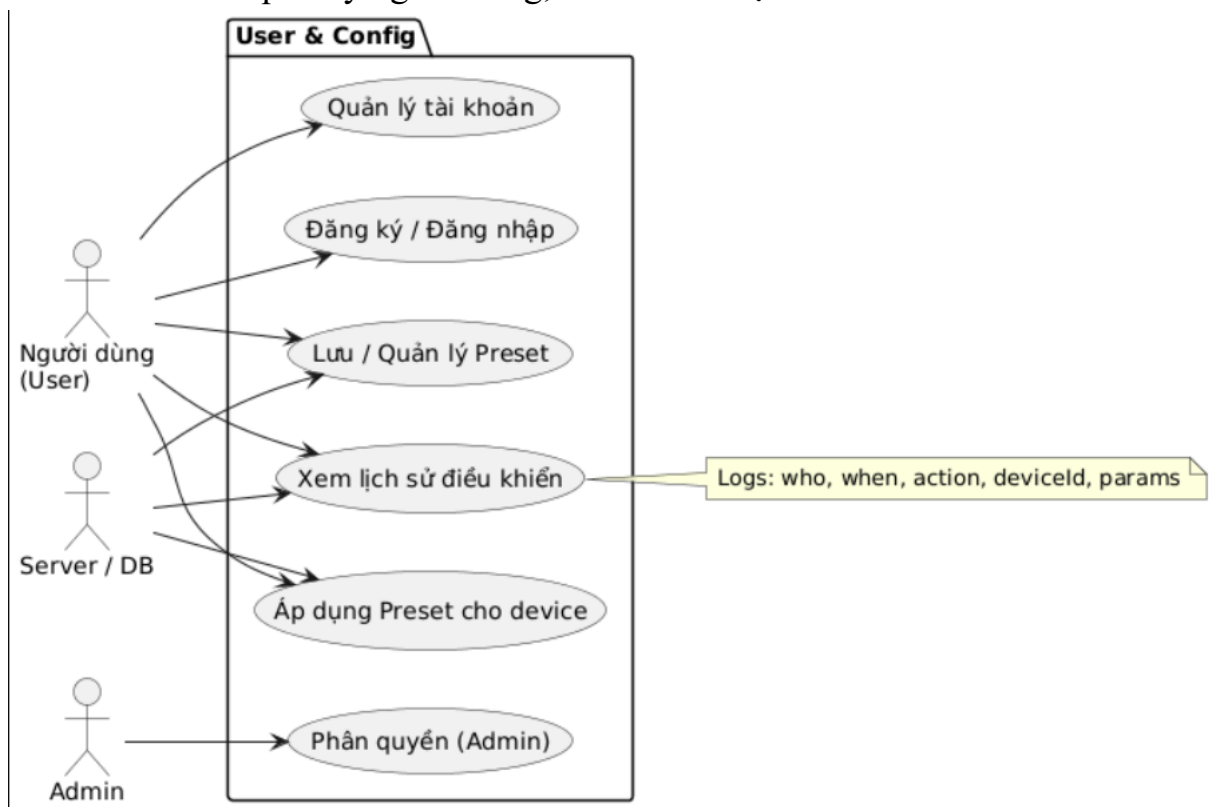 User & Config
Quản lý tài khoản
Đăng ký / Đăng nhập
Người dùng
(User)
Lưu / Quản lý Preset
Xem lịch sử điều khiển
Logs: who, when, action, deviceId, params
Server / DB
Áp dụng Preset cho device
Phân quyền (Admin)
Admin